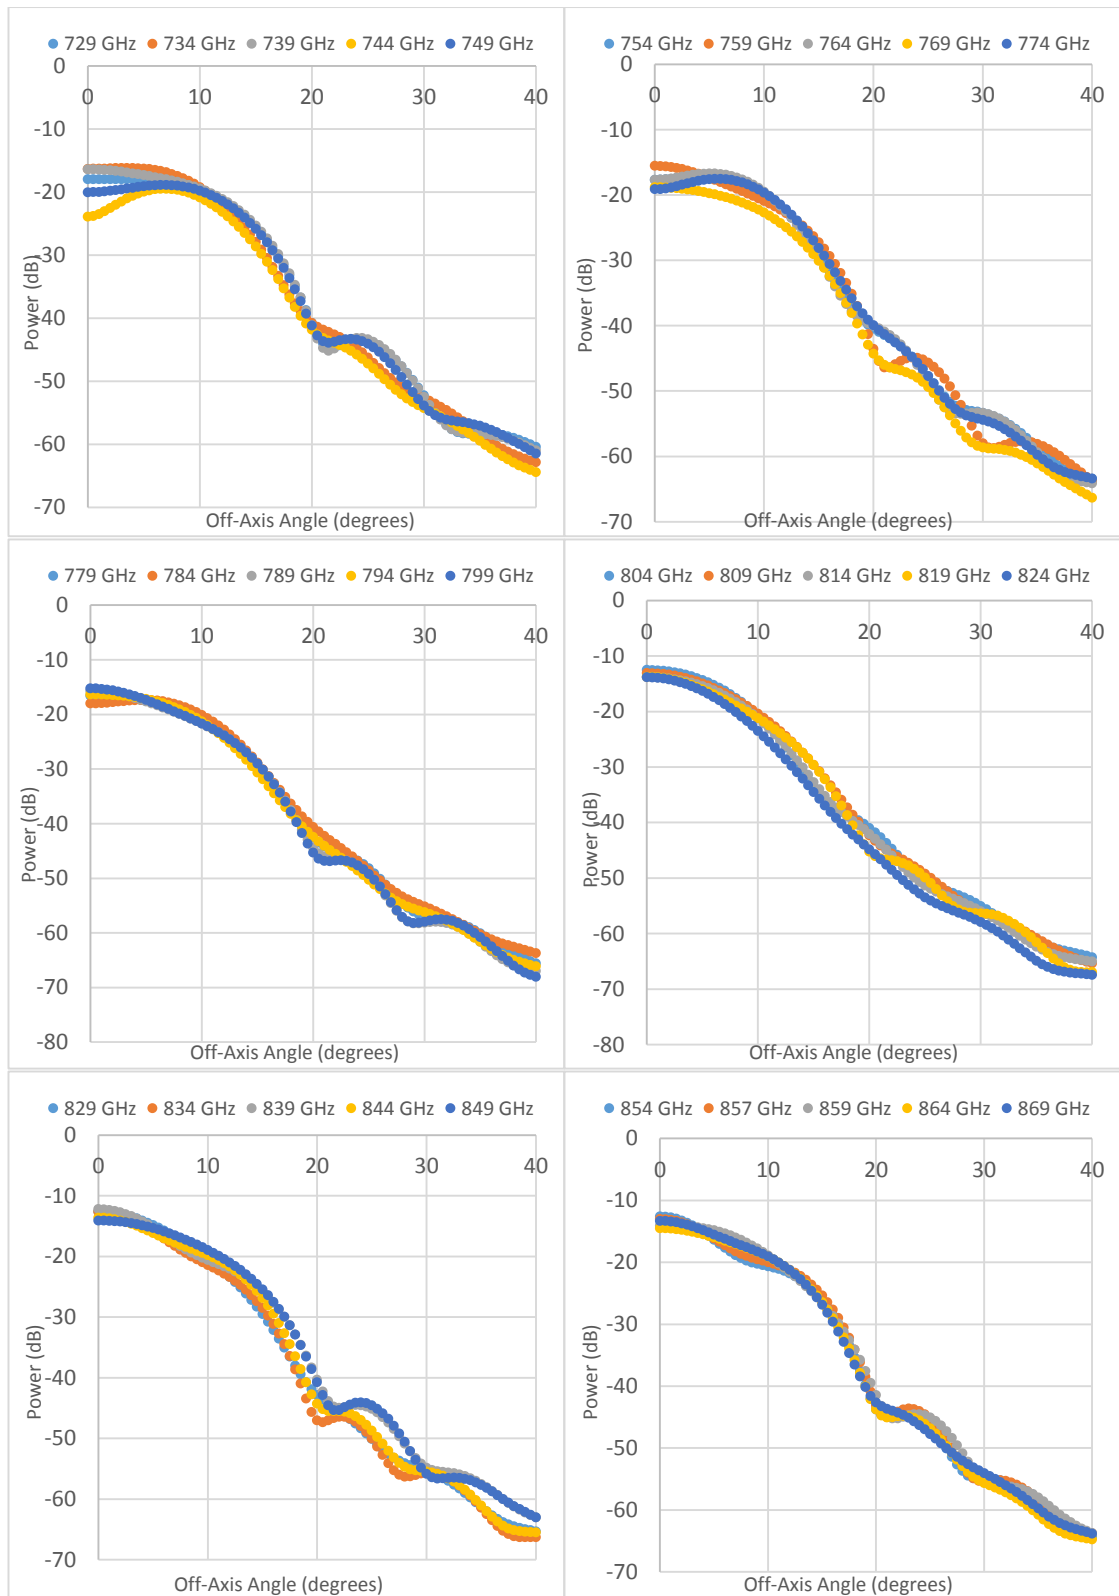 729 GHz 734 GHz 739 GHz 744 GHz 749 GHz
0
0 10 20 30 40
-10
-20
-30
-40
-50
-60
-70
Power (dB)
Off-Axis Angle (degrees)
754 GHz 759 GHz 764 GHz 769 GHz 774 GHz
0
0 10 20 30 40
-10
-20
-30
-40
-50
-60
-70
Power (dB)
Off-Axis Angle (degrees)
779 GHz 784 GHz 789 GHz 794 GHz 799 GHz
0
0 10 20 30 40
-10
-20
-30
-40
-50
-60
-70
-80
Power (dB)
Off-Axis Angle (degrees)
804 GHz 809 GHz 814 GHz 819 GHz 824 GHz
0
0 10 20 30 40
-10
-20
-30
-40
-50
-60
-70
-80
Power (dB)
Off-Axis Angle (degrees)
829 GHz 834 GHz 839 GHz 844 GHz 849 GHz
0
0 10 20 30 40
-10
-20
-30
-40
-50
-60
-70
Power (dB)
Off-Axis Angle (degrees)
854 GHz 857 GHz 859 GHz 864 GHz 869 GHz
0
0 10 20 30 40
-10
-20
-30
-40
-50
-60
-70
Power (dB)
Off-Axis Angle (degrees)